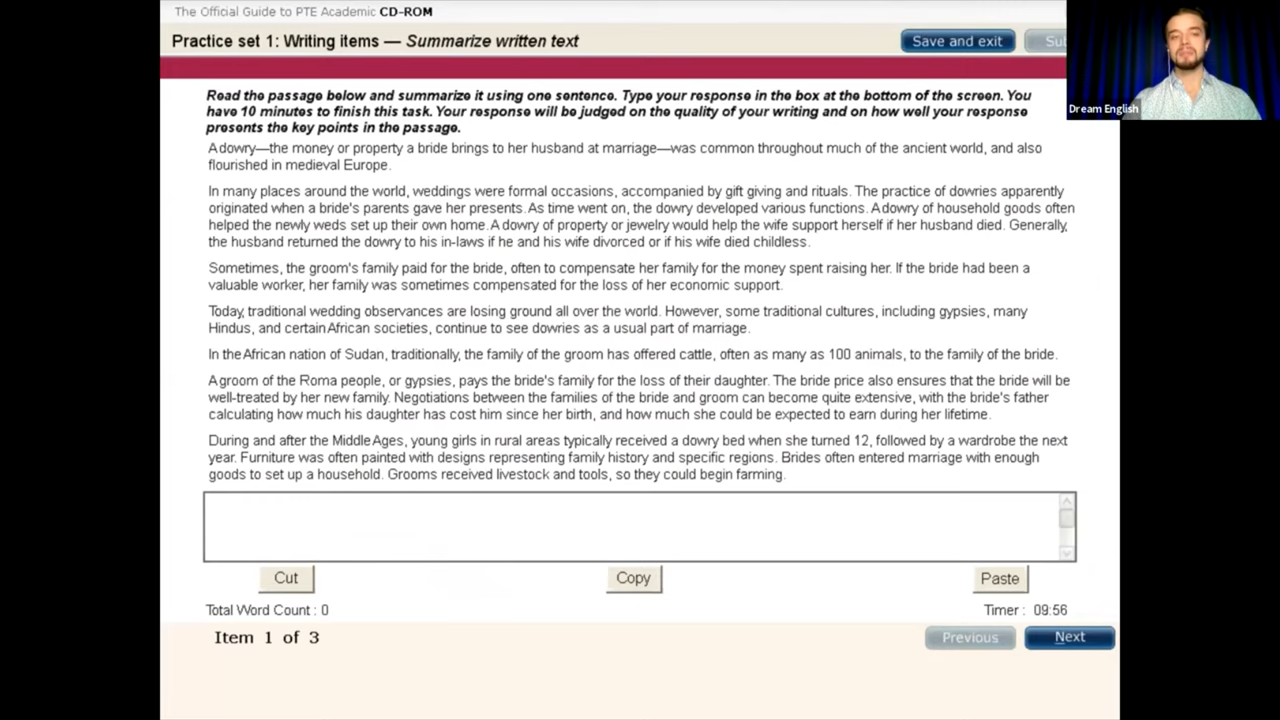 The Official Guide to PTE Academic CD-ROM
Practice set 1: Writing items — Summarize written text
Save and exit
Dream English
Read the passage below and summarize it using one sentence. Type your response in the box at the bottom of the screen. You
have 10 minutes to finish this task. Your response will be judged on the quality of your writing and on how well your response
presents the key points in the passage.
A dowry—the money or property a bride brings to her husband at marriage—was common throughout much of the ancient world, and also
flourished in medieval Europe.
In many places around the world, weddings were formal occasions, accompanied by gift giving and rituals. The practice of dowries apparently
originated when a bride's parents gave her presents. As time went on, the dowry developed various functions. A dowry of household goods often
helped the newly weds set up their own home. A dowry of property or jewelry would help the wife support herself if her husband died. Generally,
the husband returned the dowry to his in-laws if he and his wife divorced or if his wife died childless.
Sometimes, the groom's family paid for the bride, often to compensate her family for the money spent raising her. If the bride had been a
valuable worker, her family was sometimes compensated for the loss of her economic support.
Today, traditional wedding observances are losing ground all over the world. However, some traditional cultures, including gypsies, many
Hindus, and certain African societies, continue to see dowries as a usual part of marriage.
In the African nation of Sudan, traditionally, the family of the groom has offered cattle, often as many as 100 animals, to the family of the bride.
A groom of the Roma people, or gypsies, pays the bride's family for the loss of their daughter. The bride price also ensures that the bride will be
well-treated by her new family. Negotiations between the families of the bride and groom can become quite extensive, with the bride's father
calculating how much his daughter has cost him since her birth, and how much she could be expected to earn during her lifetime.
During and after the Middle Ages, young girls in rural areas typically received a dowry bed when she turned 12, followed by a wardrobe the next
year. Furniture was often painted with designs representing family history and specific regions. Brides often entered marriage with enough
goods to set up a household. Grooms received livestock and tools, so they could begin farming.
Cut
Copy
Paste
Total Word Count : 0
Timer : 09:56
Item 1 of 3
Previous
Next